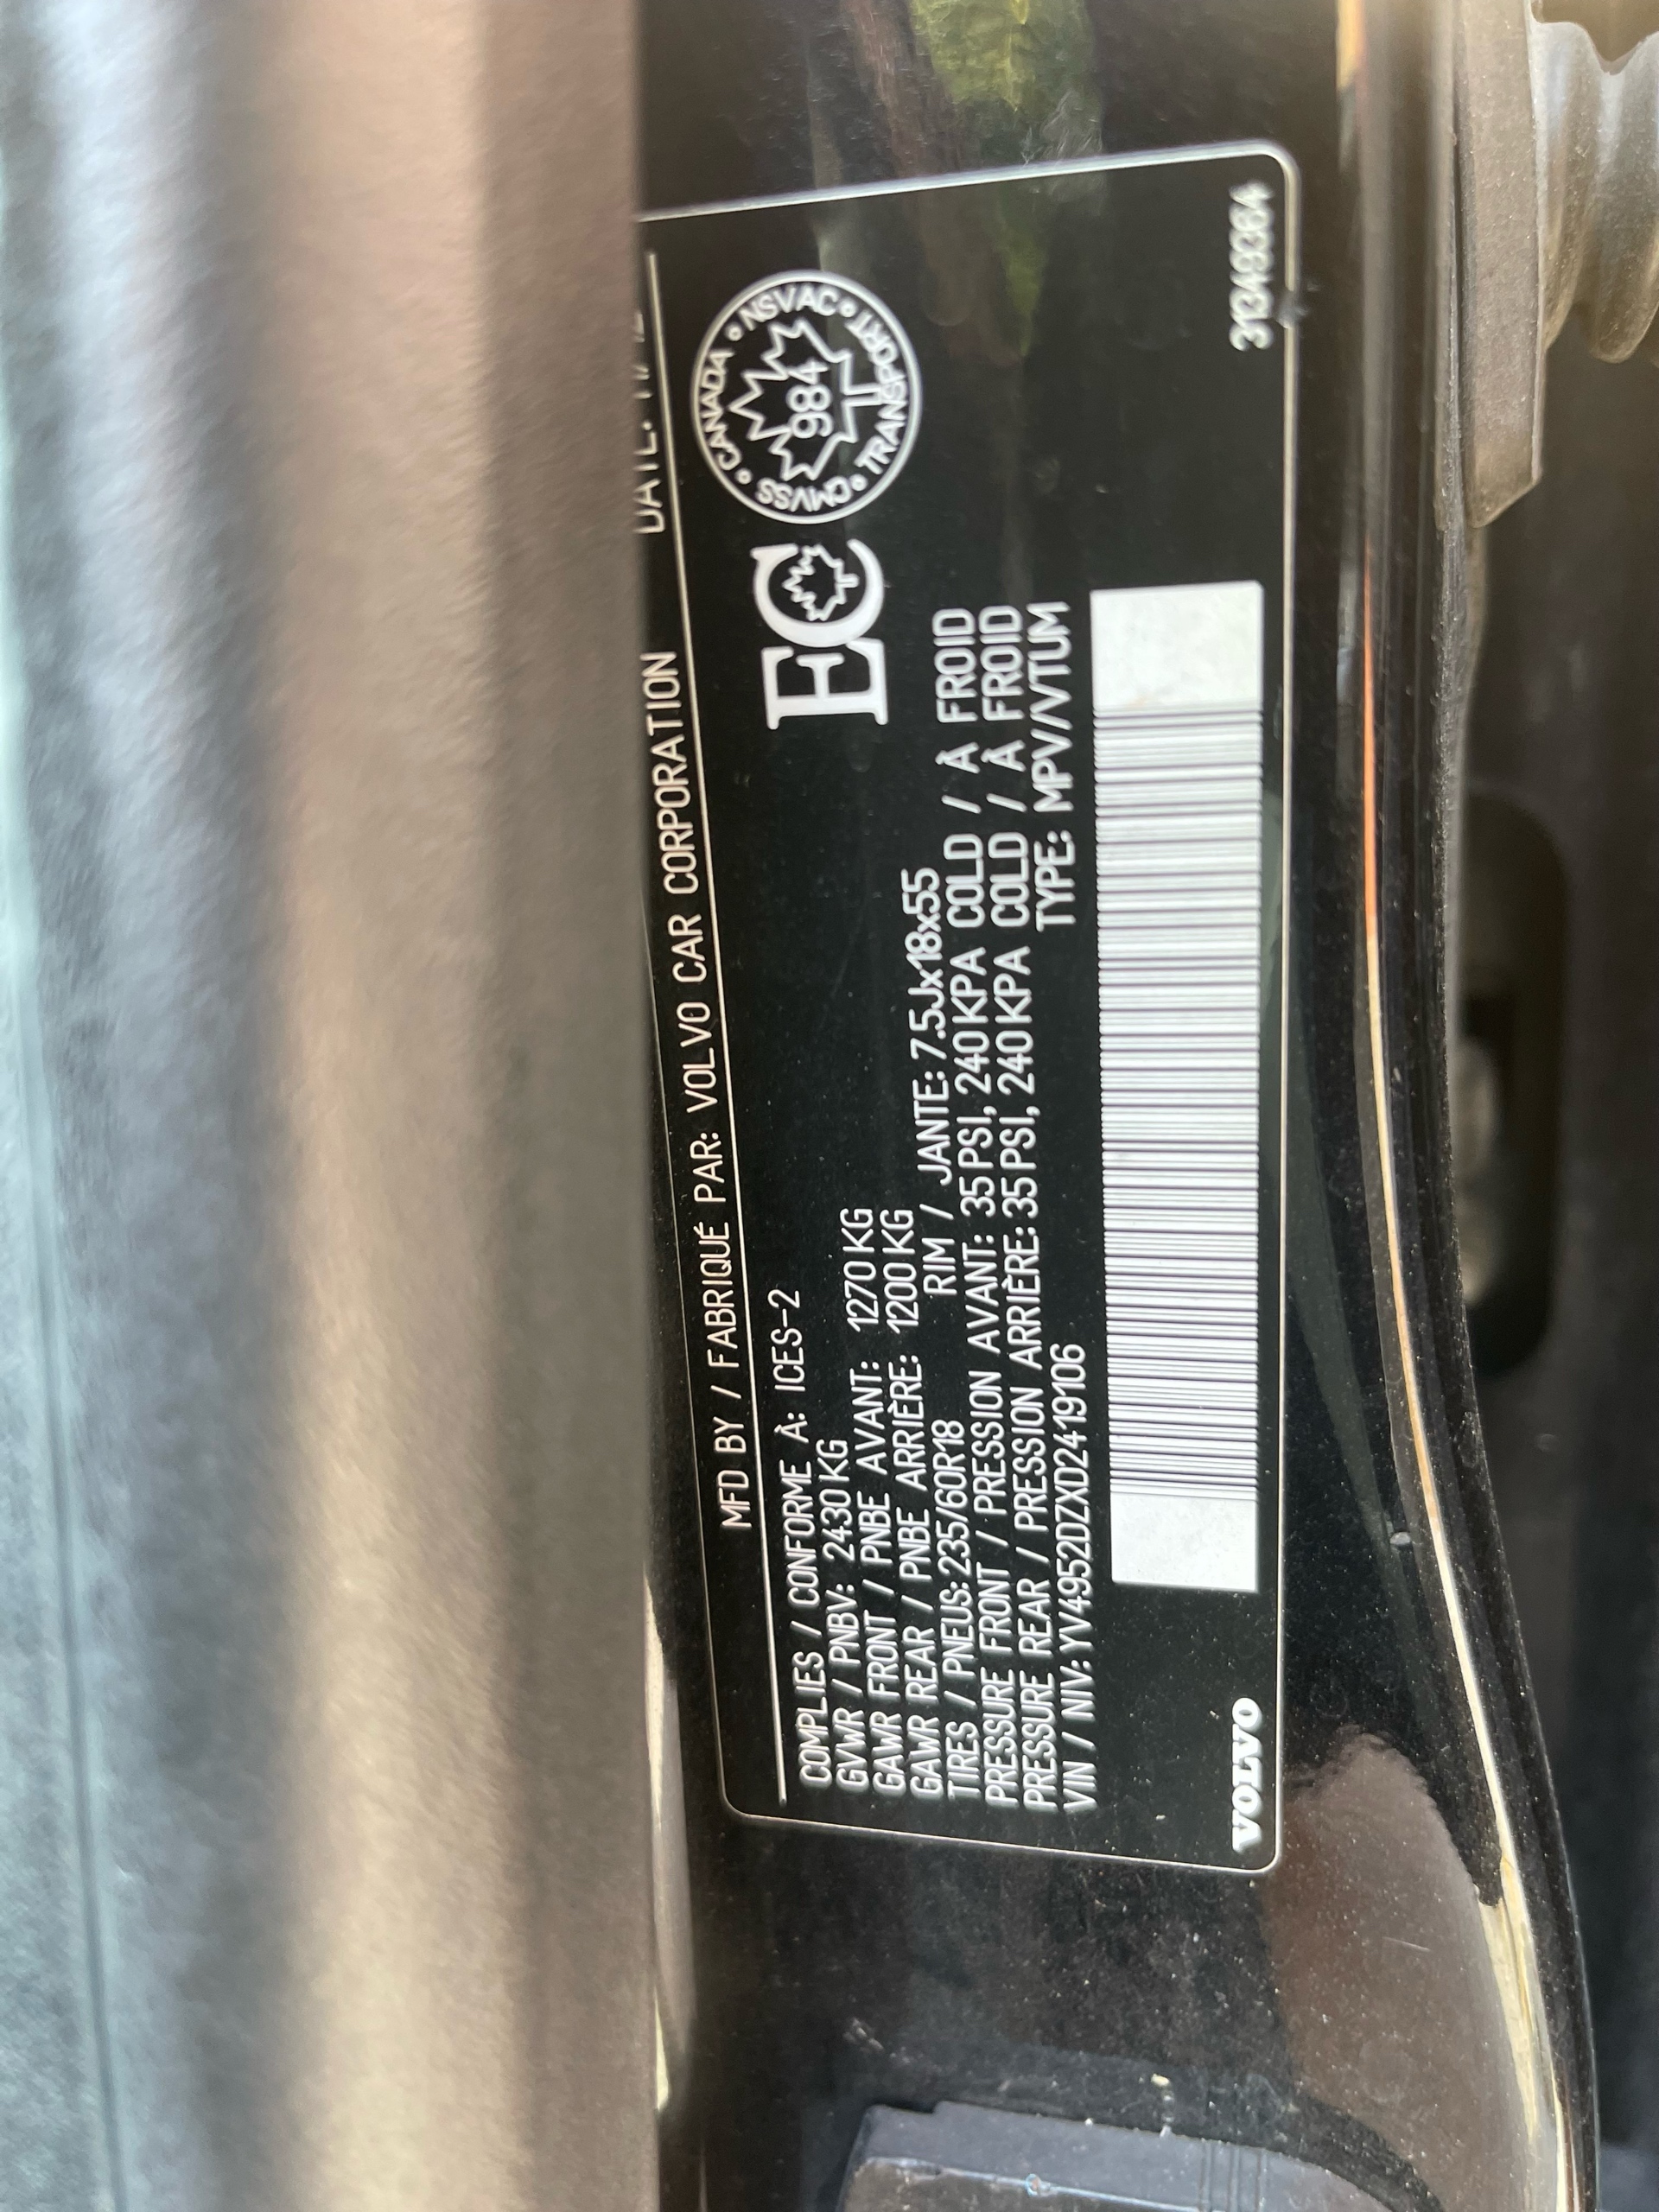 DATE:
MFD BY / FABRIQUÉ PAR: VOLVO CAR CORPORATION
COMPLIES / CONFORME À: ICES-2
GVWR / PNBV: 2430 KG
GAWR FRONT / PNBE AVANT: 1270 KG
GAWR REAR / PNBE ARRIÈRE: 1200 KG
TIRES / PNEUS: 235/60R18 RIM / JANTE: 7.5Jx18x55
PRESSURE FRONT / PRESSION AVANT: 35 PSI, 240 KPA COLD / À FROID
PRESSURE REAR / PRESSION ARRIÈRE: 35 PSI, 240 KPA COLD / À FROID
VIN / NIV: YV4952DZXD2419106 TYPE: MPV/VTUM
EC
CANADA • NSVAC • TRANSPORT • CMVSS •
984
VOLVO
31349364